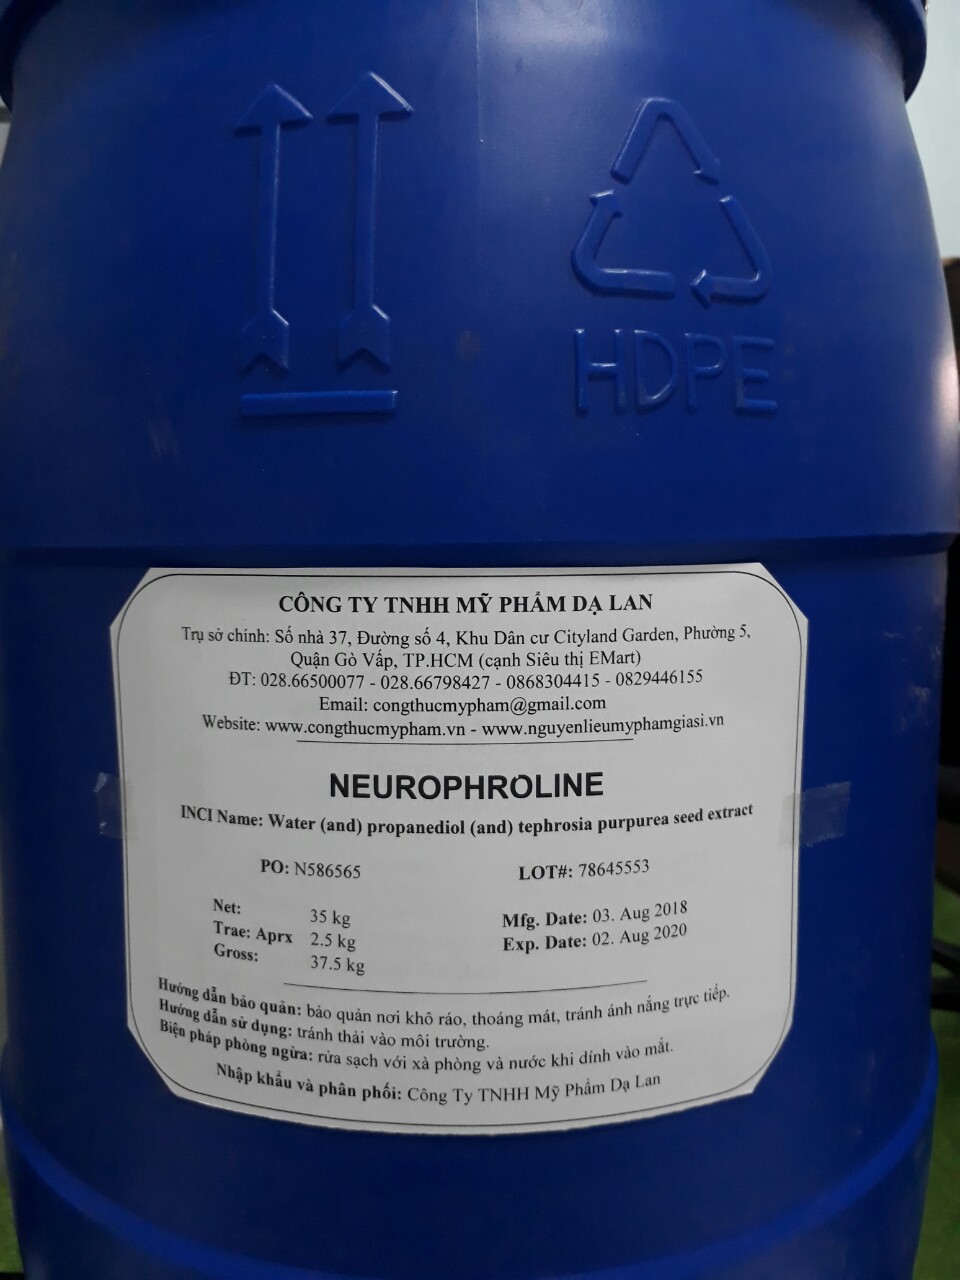 HDPE
CÔNG TY TNHH MỸ PHẨM DẠ LAN
Trụ sở chính: Số nhà 37, Đường số 4, Khu Dân cư Cityland Garden, Phường 5,
Quận Gò Vấp, TP.HCM (cạnh Siêu thị EMart)
ĐT: 028.66500077 - 028.66798427 - 0868304415 - 0829446155
Email: congthucmypham@gmail.com
Website: www.congthucmypham.vn - www.nguyenlieumyphamgiasi.vn
NEUROPHROLINE
INCI Name: Water (and) propanediol (and) tephrosia purpurea seed extract
PO: N586565 LOT#: 78645553
Net: 35 kg Mfg. Date: 03. Aug 2018
Trae: Aprx 2.5 kg Exp. Date: 02. Aug 2020
Gross: 37.5 kg
Hướng dẫn bảo quản: bảo quản nơi khô ráo, thoáng mát, tránh ánh nắng trực tiếp.
Hướng dẫn sử dụng: tránh thải vào môi trường.
Biện pháp phòng ngừa: rửa sạch với xà phòng và nước khi dính vào mắt.
Nhập khẩu và phân phối: Công Ty TNHH Mỹ Phẩm Dạ Lan